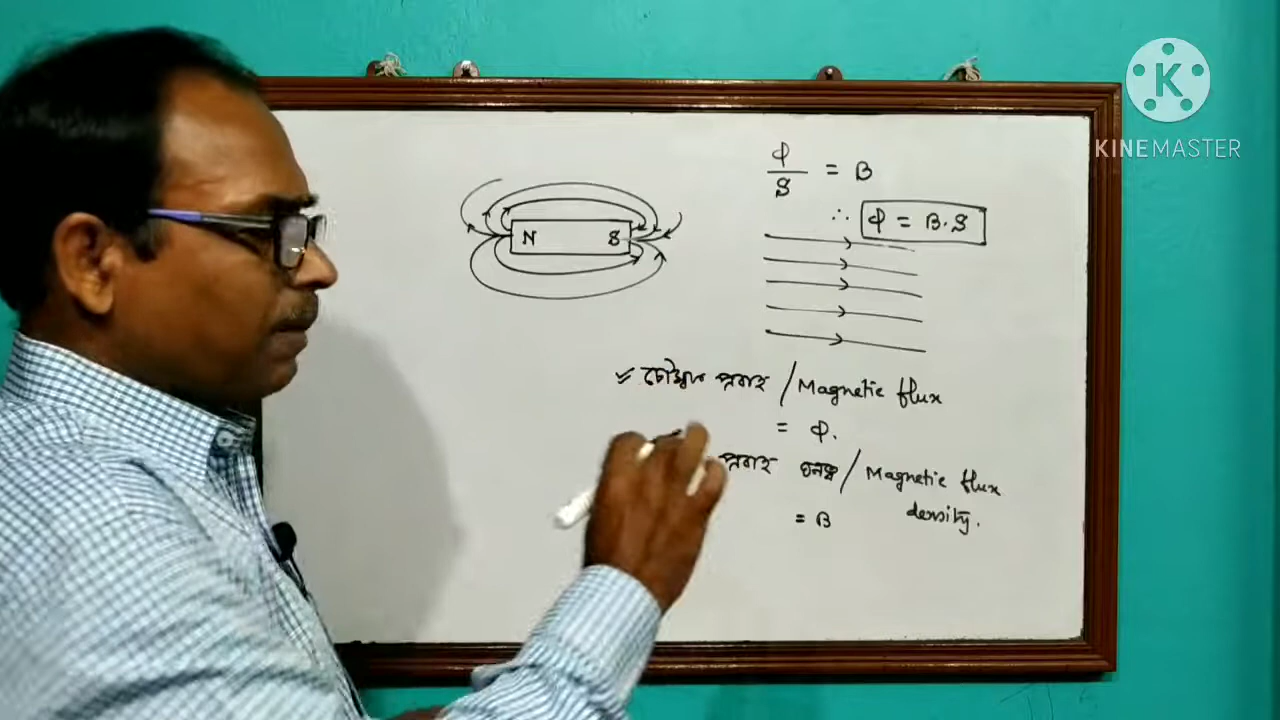 K
KINEMASTER
Φ/S = B
∴ Φ = B·S
N S
চৌম্বক প্রবাহ / Magnetic flux
= Φ.
প্রবাহ ঘনত্ব / Magnetic flux
density.
= B